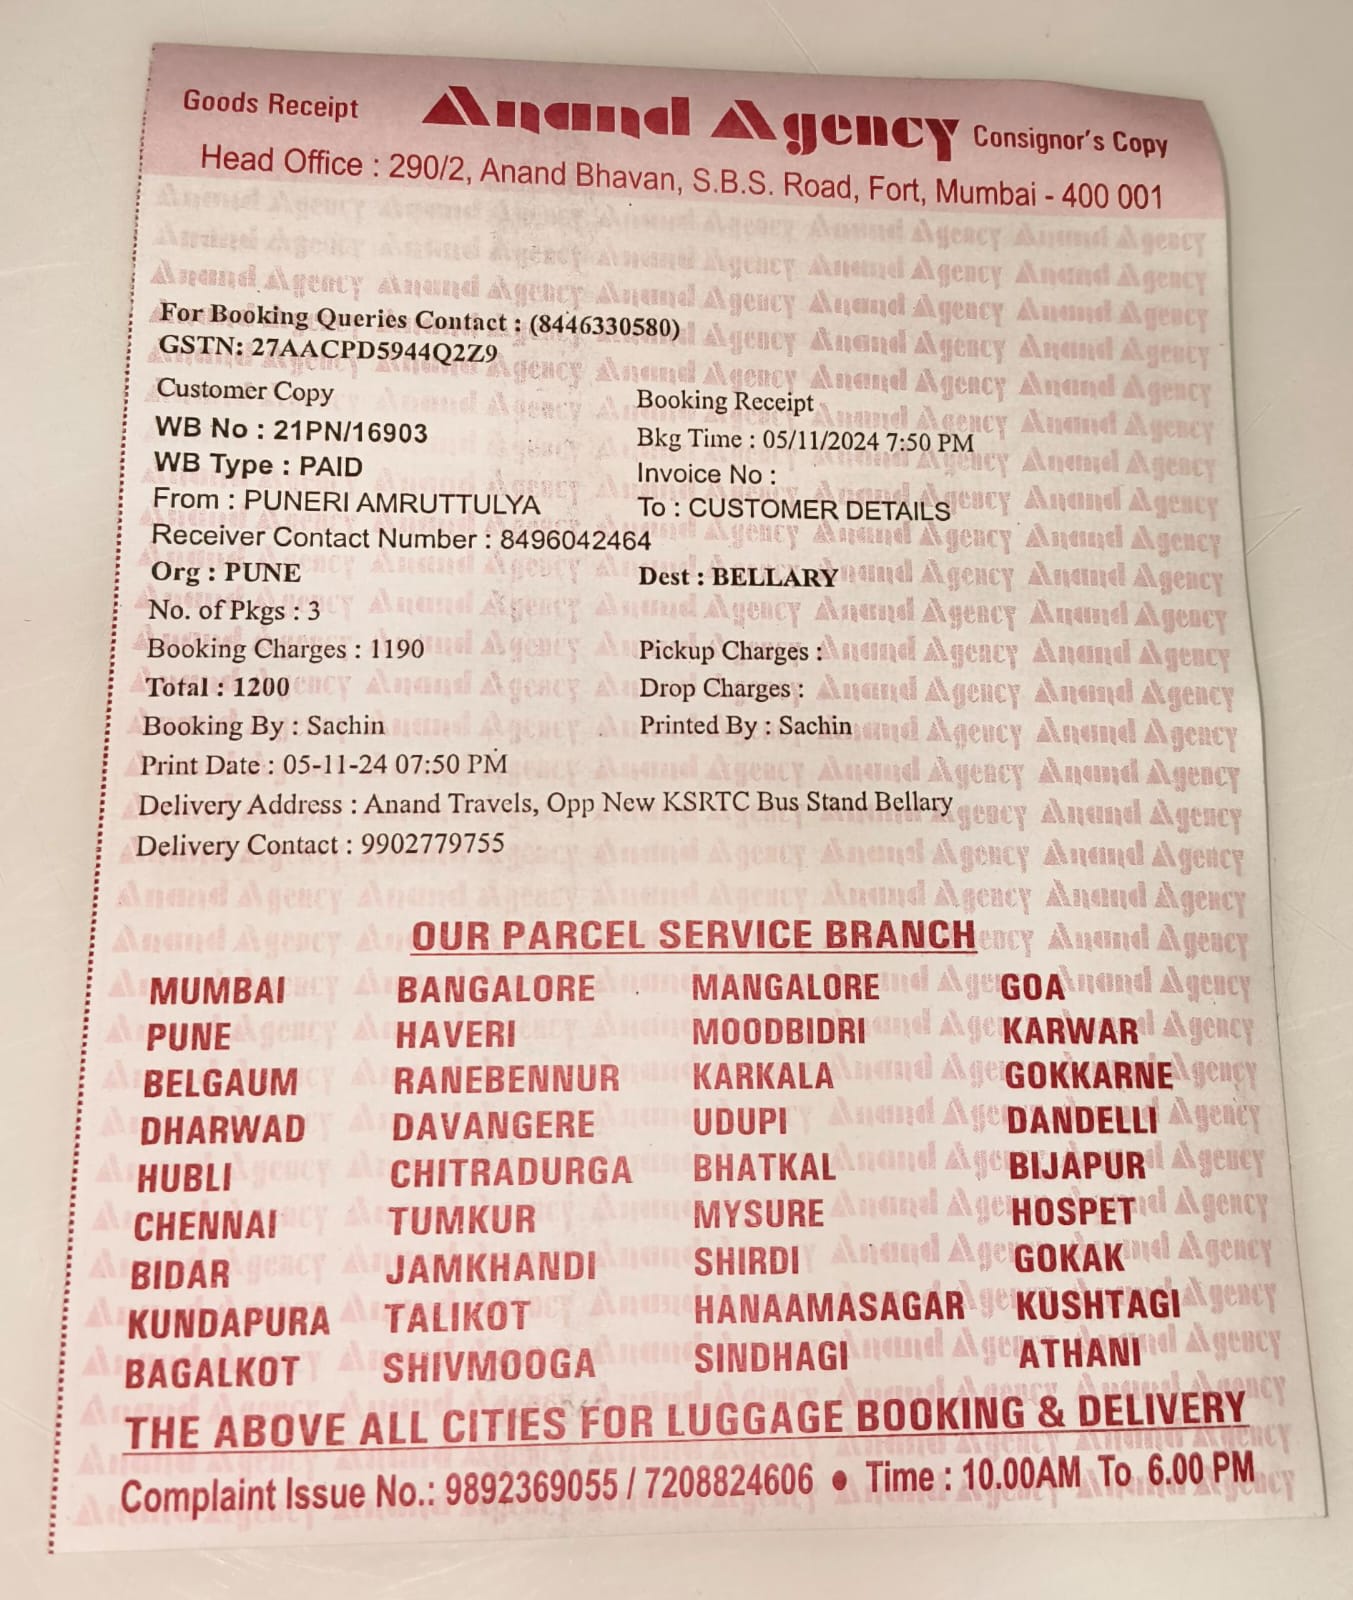 Goods Receipt Anand Agency Consignor's Copy
Head Office : 290/2, Anand Bhavan, S.B.S. Road, Fort, Mumbai - 400 001
For Booking Queries Contact : (8446330580)
GSTN: 27AACPD5944Q2Z9
Customer Copy Booking Receipt
WB No : 21PN/16903 Bkg Time : 05/11/2024 7:50 PM
WB Type : PAID Invoice No :
From : PUNERI AMRUTTULYA To : CUSTOMER DETAILS
Receiver Contact Number : 8496042464
Org : PUNE Dest : BELLARY
No. of Pkgs : 3
Booking Charges : 1190 Pickup Charges :
Total : 1200 Drop Charges :
Booking By : Sachin Printed By : Sachin
Print Date : 05-11-24 07:50 PM
Delivery Address : Anand Travels, Opp New KSRTC Bus Stand Bellary
Delivery Contact : 9902779755
OUR PARCEL SERVICE BRANCH
MUMBAI BANGALORE MANGALORE GOA
PUNE HAVERI MOODBIDRI KARWAR
BELGAUM RANEBENNUR KARKALA GOKKARNE
DHARWAD DAVANGERE UDUPI DANDELLI
HUBLI CHITRADURGA BHATKAL BIJAPUR
CHENNAI TUMKUR MYSURE HOSPET
BIDAR JAMKHANDI SHIRDI GOKAK
KUNDAPURA TALIKOT HANAAMASAGAR KUSHTAGI
BAGALKOT SHIVMOOGA SINDHAGI ATHANI
THE ABOVE ALL CITIES FOR LUGGAGE BOOKING & DELIVERY
Complaint Issue No.: 9892369055 / 7208824606 ● Time : 10.00AM To 6.00 PM